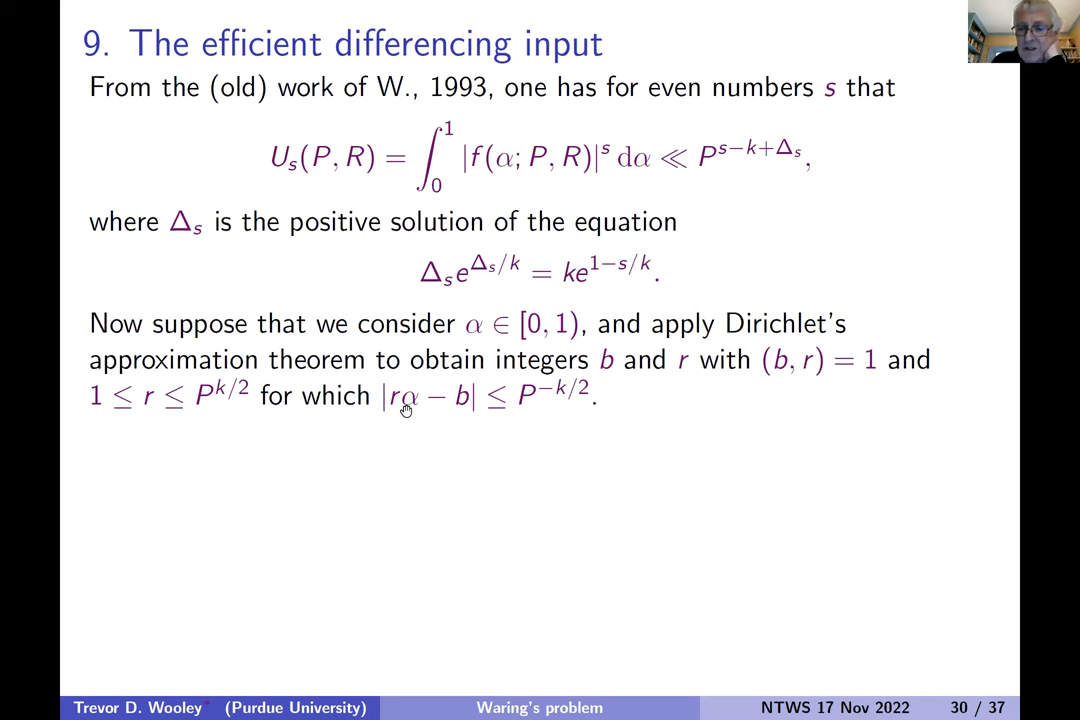 9. The efficient differencing input
From the (old) work of W., 1993, one has for even numbers s that
U_s(P, R) = ∫_0^1 |f(α; P, R)|^s dα ≪ P^{s−k+Δ_s},
where Δ_s is the positive solution of the equation
Δ_s e^{Δ_s/k} = ke^{1−s/k}.
Now suppose that we consider α ∈ [0, 1), and apply Dirichlet's
approximation theorem to obtain integers b and r with (b, r) = 1 and
1 ≤ r ≤ P^{k/2} for which |rα − b| ≤ P^{−k/2}.
Trevor D. Wooley (Purdue University) Waring's problem NTWS 17 Nov 2022 30 / 37